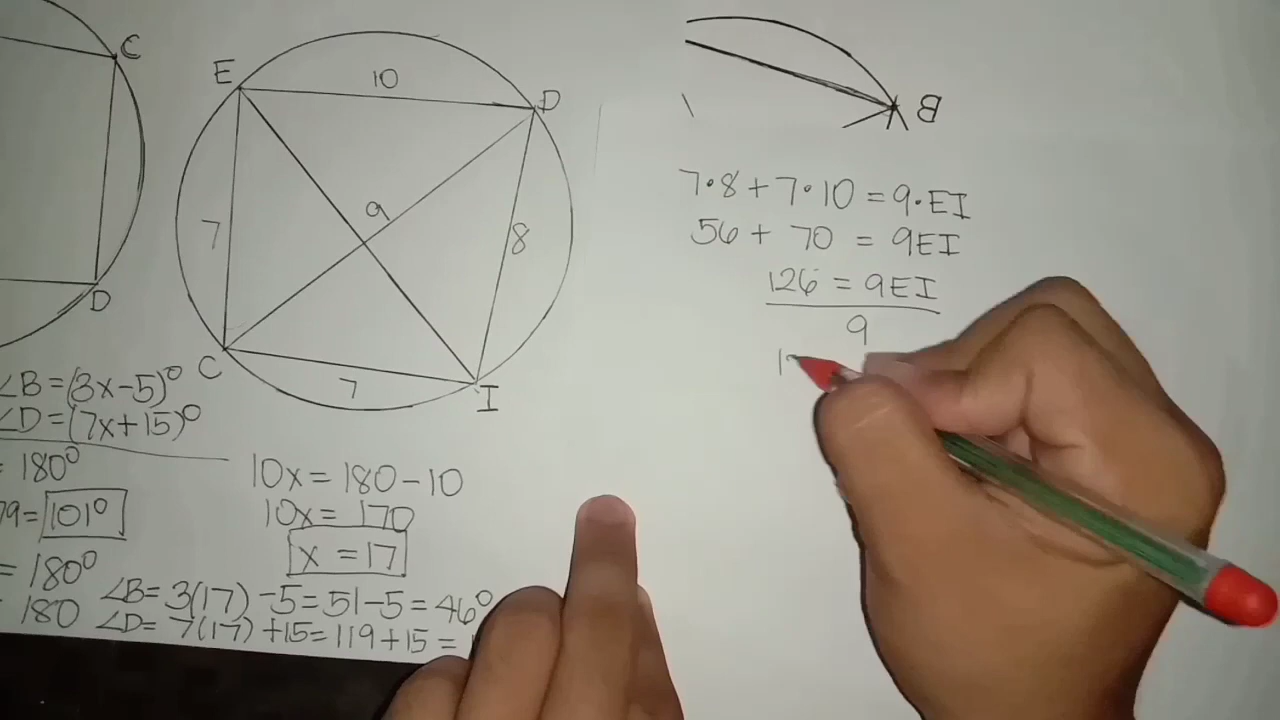 C
D
E
10
D
9
7
8
C
7
I
B
7•8 + 7•10 = 9•EI
56 + 70 = 9EI
126 = 9EI
9
1
∠B = (3x-5)°
∠D = (7x+15)°
= 180°
79 = 101°
= 180°
= 180
10x = 180 - 10
10x = 170
x = 17
∠B = 3(17) - 5 = 51 - 5 = 46°
∠D = 7(17) + 15 = 119 + 15 =